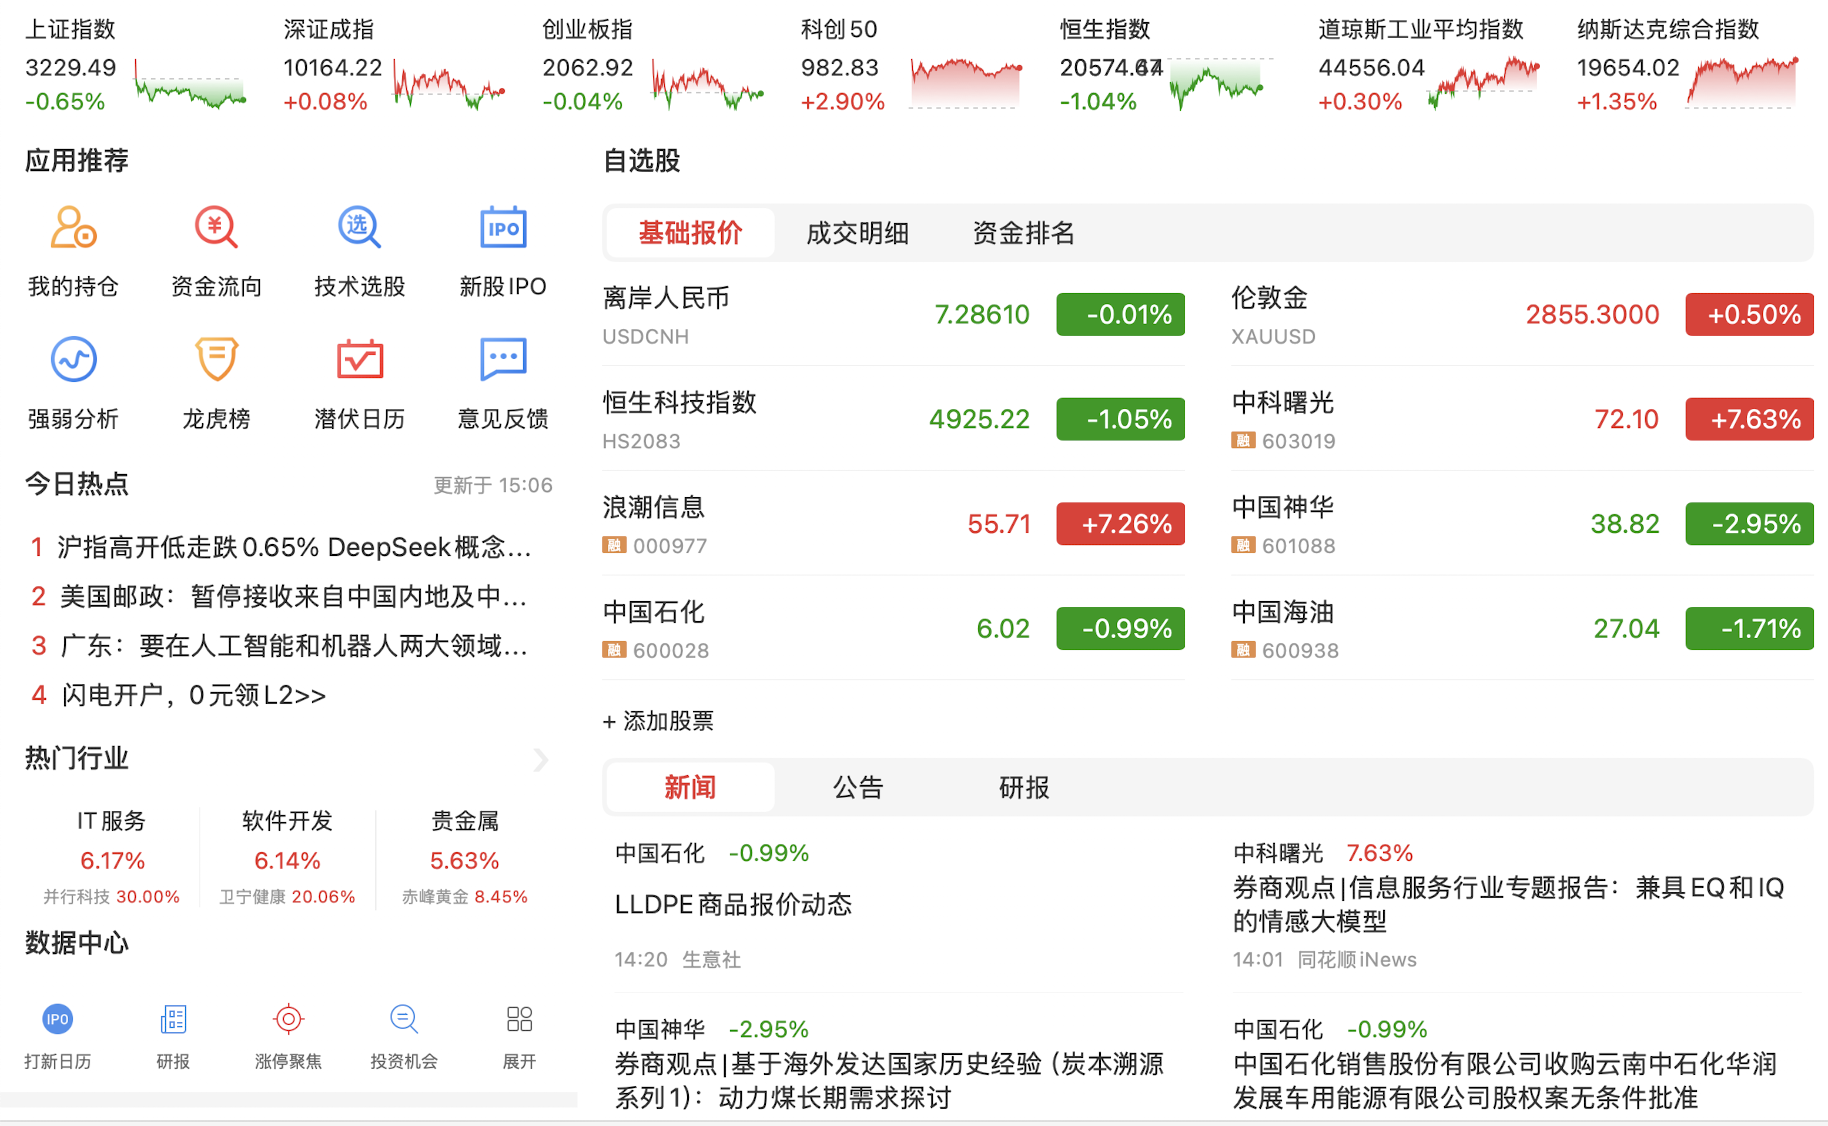 上证指数
3229.49
-0.65%
深证成指
10164.22
+0.08%
创业板指
2062.92
-0.04%
科创50
982.83
+2.90%
恒生指数
-1.04%
道琼斯工业平均指数
44556.04
+0.30%
纳斯达克综合指数
19654.02
+1.35%
应用推荐
我的持仓
资金流向
技术选股
新股IPO
强弱分析
龙虎榜
潜伏日历
意见反馈
今日热点
更新于 15:06
1 沪指高开低走跌0.65% DeepSeek概念...
2 美国邮政：暂停接收来自中国内地及中...
3 广东：要在人工智能和机器人两大领域...
4 闪电开户，0元领L2>>
热门行业
IT服务
6.17%
并行科技 30.00%
软件开发
6.14%
卫宁健康 20.06%
贵金属
5.63%
赤峰黄金 8.45%
数据中心
IPO
打新日历
研报
涨停聚焦
投资机会
展开
自选股
基础报价
成交明细
资金排名
离岸人民币
USDCNH
7.28610
-0.01%
伦敦金
XAUUSD
2855.3000
+0.50%
恒生科技指数
HS2083
4925.22
-1.05%
中科曙光
融 603019
72.10
+7.63%
浪潮信息
融 000977
55.71
+7.26%
中国神华
融 601088
38.82
-2.95%
中国石化
融 600028
6.02
-0.99%
中国海油
融 600938
27.04
-1.71%
+ 添加股票
新闻
公告
研报
中国石化 -0.99%
LLDPE商品报价动态
14:20 生意社
中科曙光 7.63%
券商观点|信息服务行业专题报告：兼具EQ和IQ
的情感大模型
14:01 同花顺iNews
中国神华 -2.95%
券商观点|基于海外发达国家历史经验（炭本溯源
系列1）：动力煤长期需求探讨
中国石化 -0.99%
中国石化销售股份有限公司收购云南中石化华润
发展车用能源有限公司股权案无条件批准